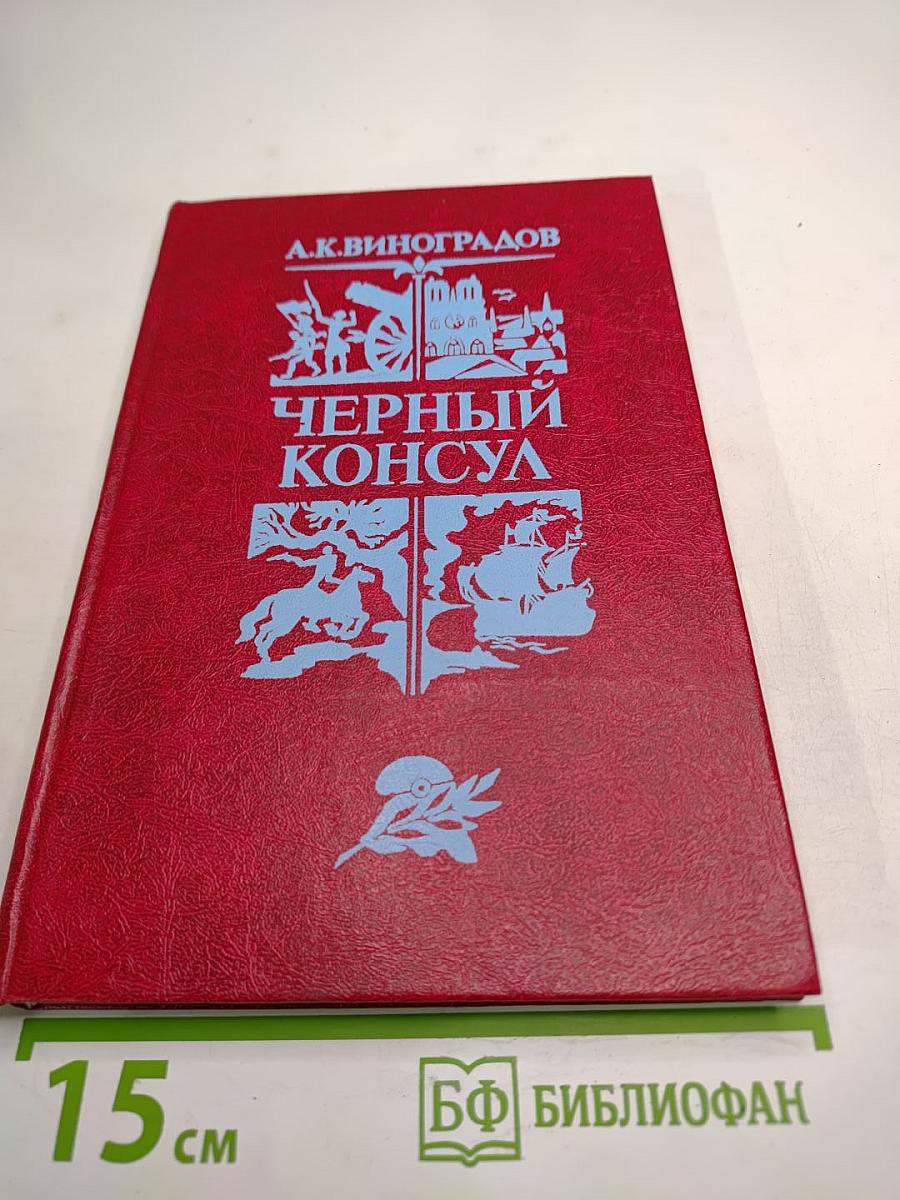 А.К.ВИНОГРАДОВ
ЧЕРНЫЙ
КОНСУЛ
15 см
БФ БИБЛИОФАН